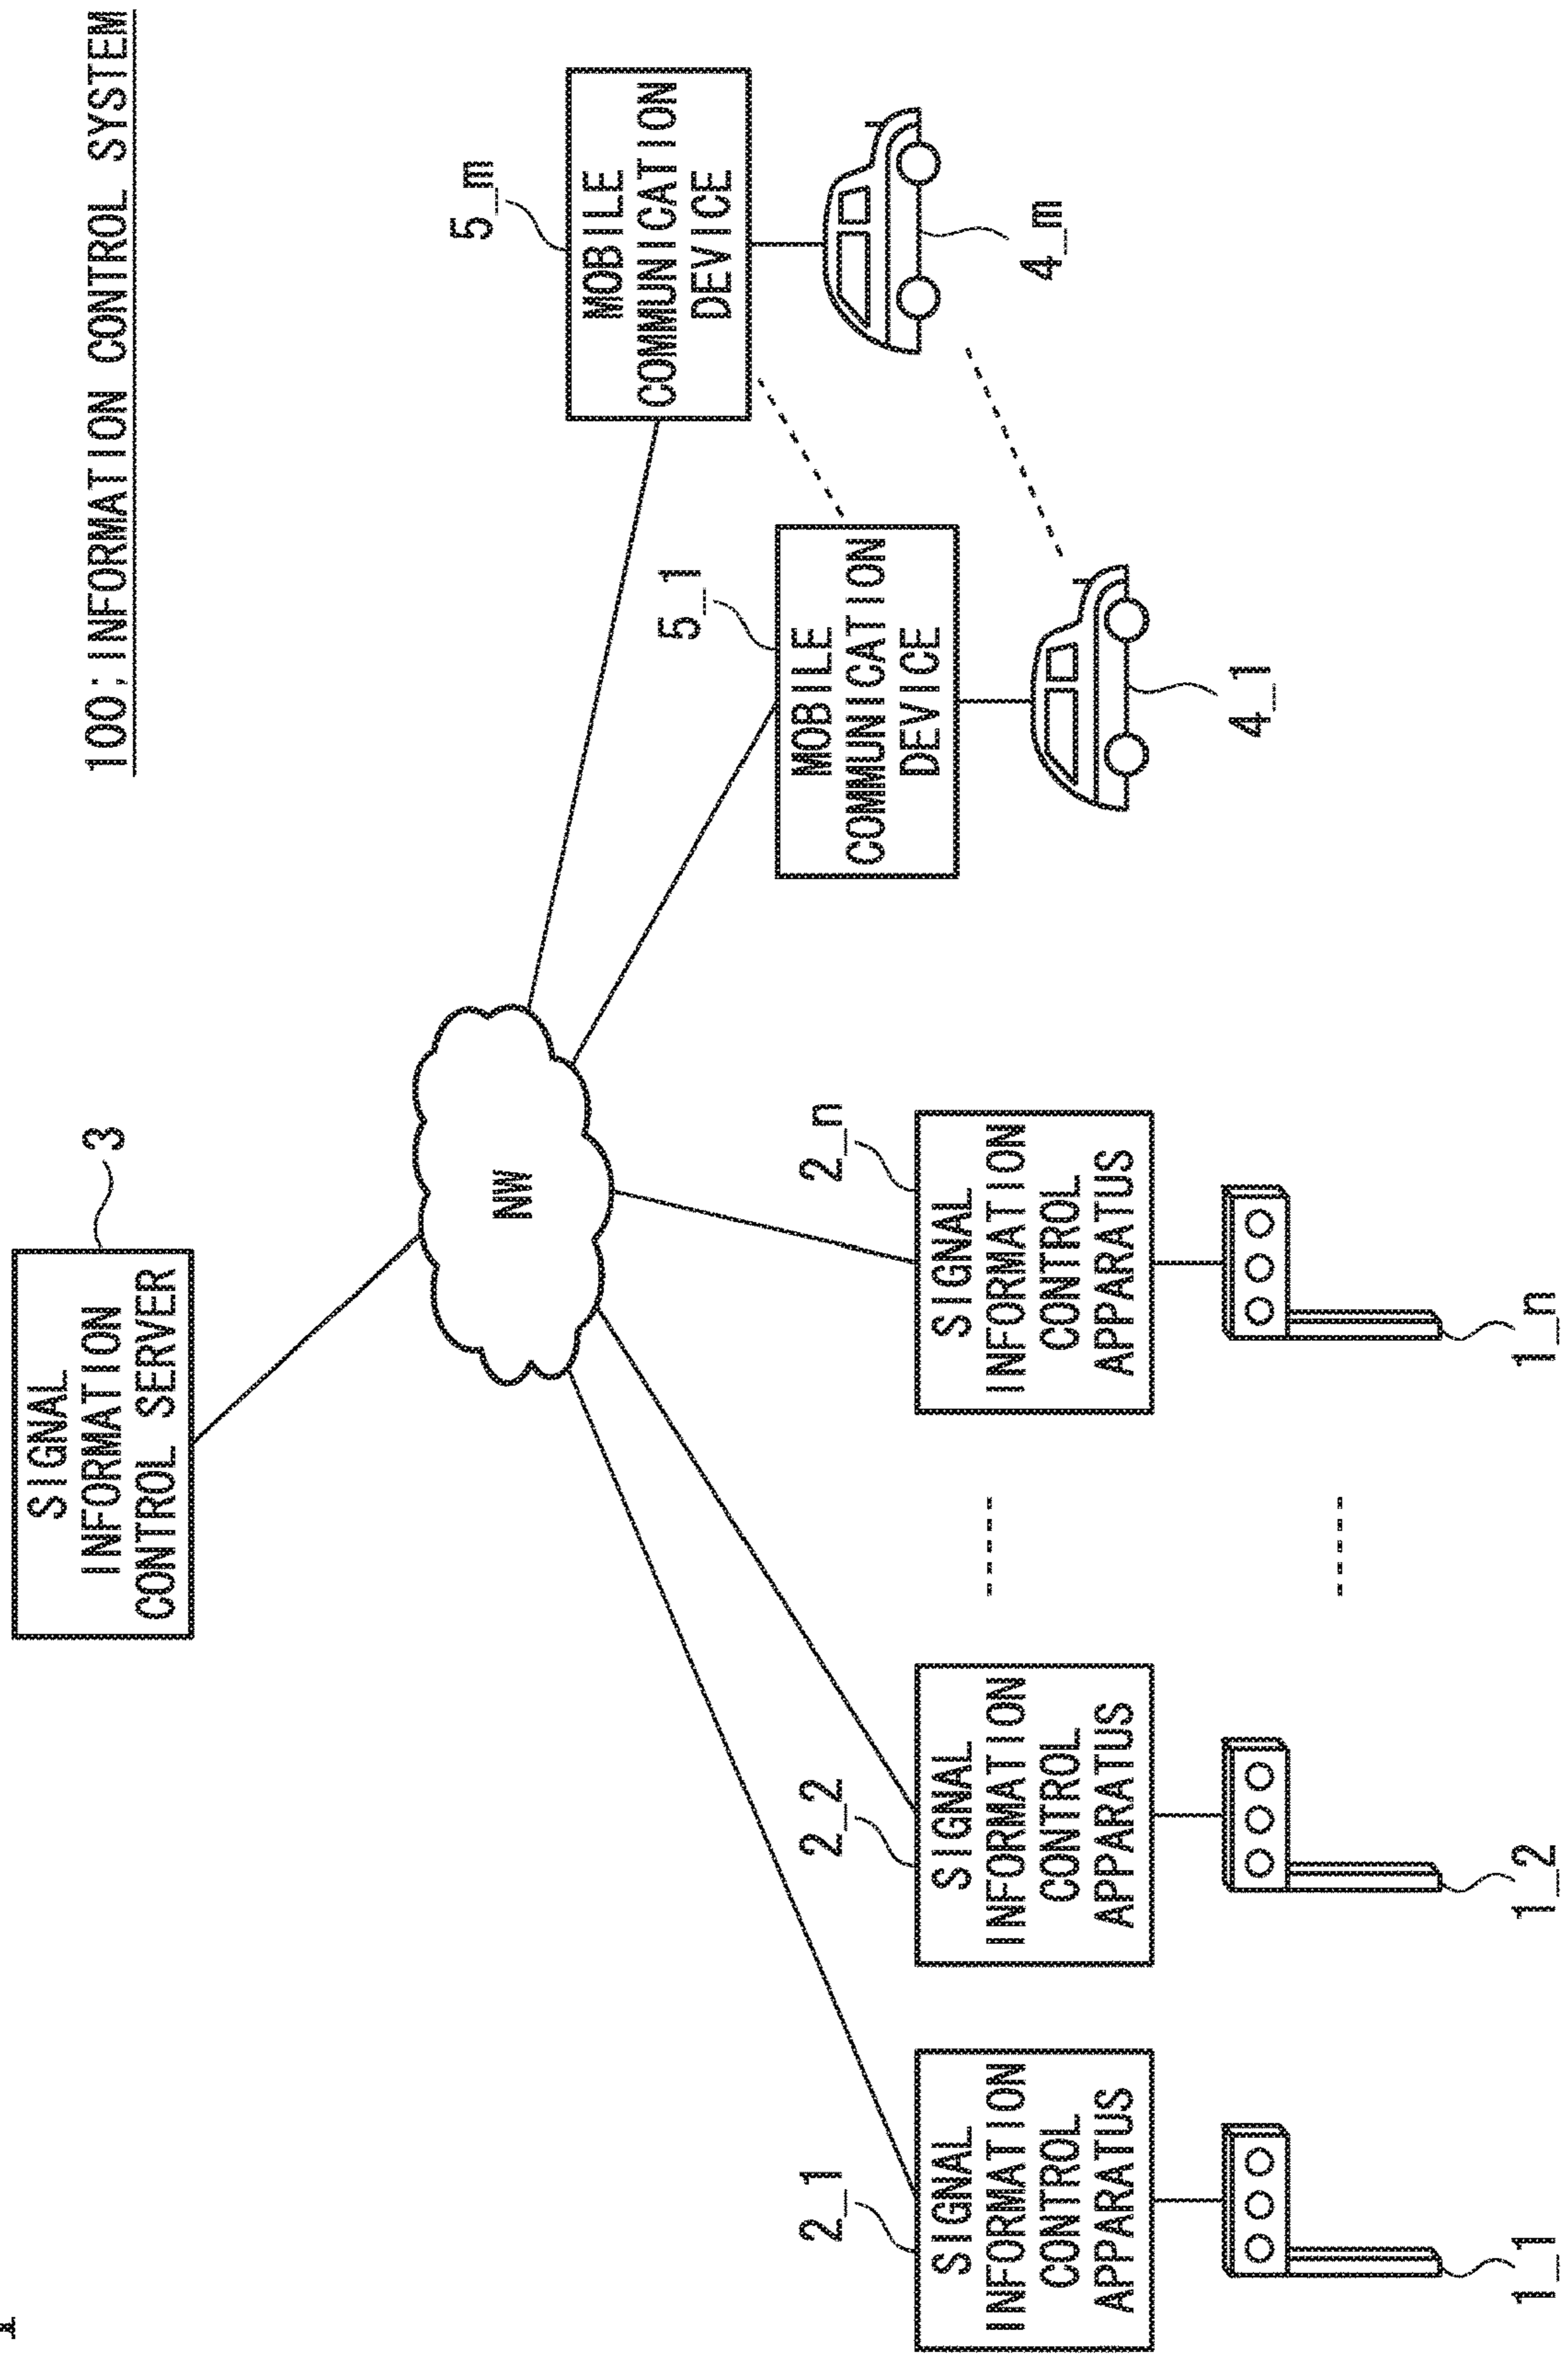 100:INFORMATION CONTROL SYSTEM
3
SIGNAL
INFORMATION
CONTROL SERVER
NW
5_m
MOBILE
COMMUNICATION
DEVICE
4_m
5_1
MOBILE
COMMUNICATION
DEVICE
4_1
2_1
SIGNAL
INFORMATION
CONTROL
APPARATUS
1_1
2_2
SIGNAL
INFORMATION
CONTROL
APPARATUS
1_2
2_n
SIGNAL
INFORMATION
CONTROL
APPARATUS
1_n